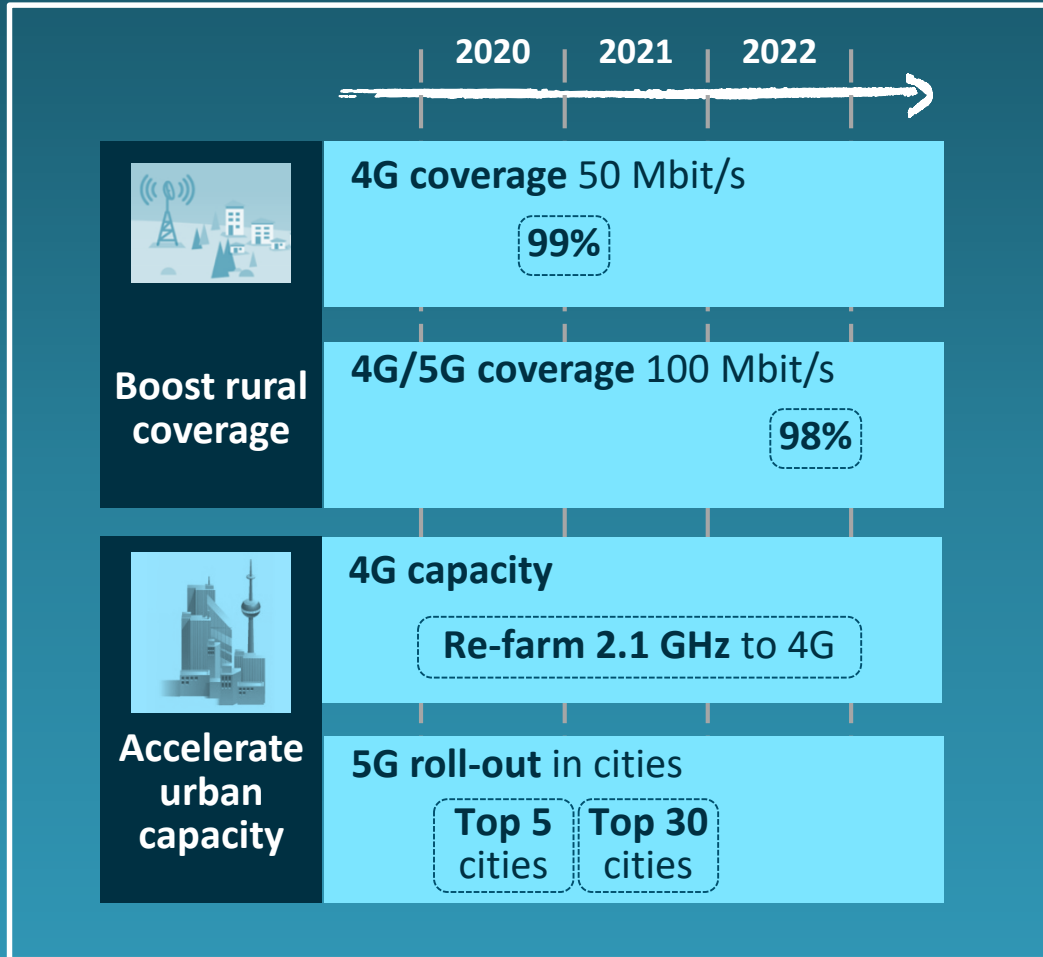 2020 2021 2022
4G coverage 50 Mbit/s
99%
Boost rural
coverage
4G/5G coverage 100 Mbit/s
98%
4G capacity
Re-farm 2.1 GHz to 4G
Accelerate
urban
capacity
5G roll-out in cities
Top 5 Top 30
cities cities